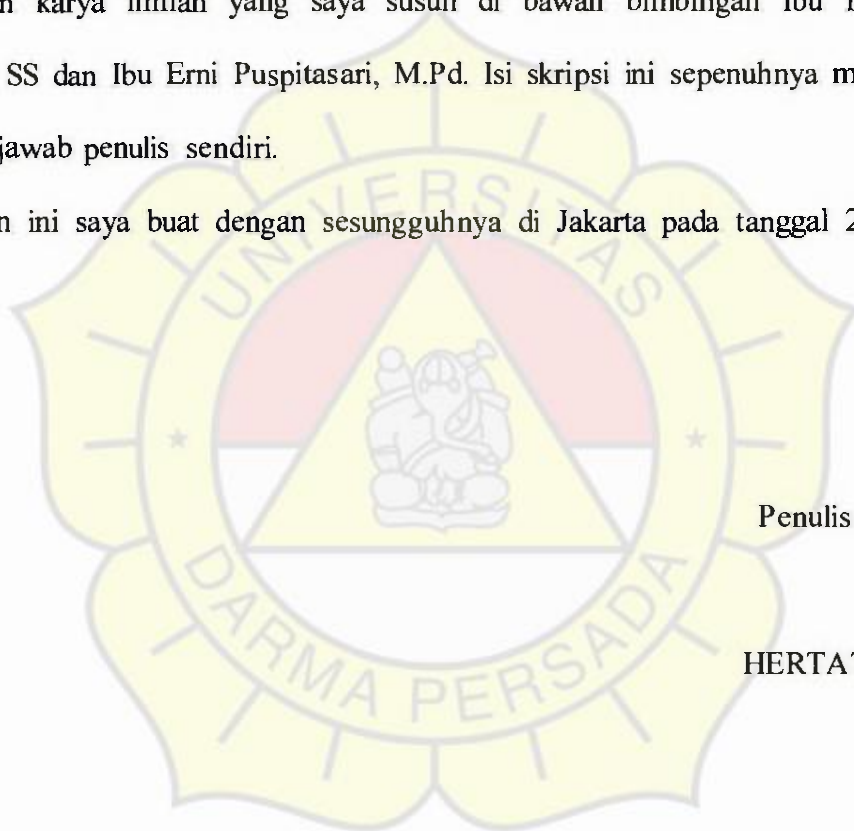 karya ilmiah yang saya susun di bawah bimbingan Ibu
SS dan Ibu Erni Puspitasari, M.Pd. Isi skripsi ini sepenuhnya m
jawab penulis sendiri.
n ini saya buat dengan sesungguhnya di Jakarta pada tanggal 2
UNIVERSITAS
DARMA PERSADA
Penulis
HERTA